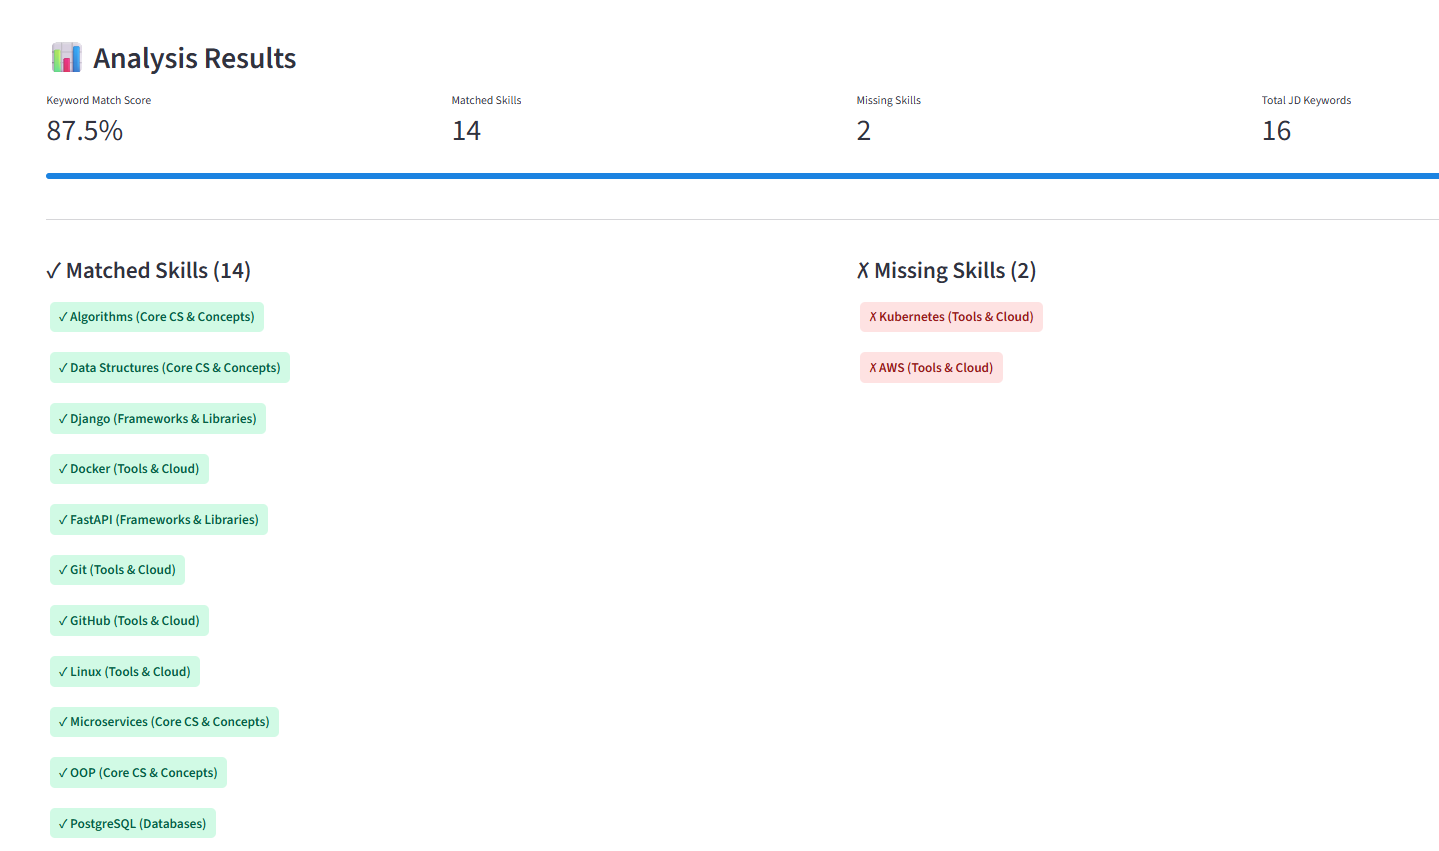 Analysis Results
Keyword Match Score
87.5%
Matched Skills
14
Missing Skills
2
Total JD Keywords
16
✓ Matched Skills (14)
✓ Algorithms (Core CS & Concepts)
✓ Data Structures (Core CS & Concepts)
✓ Django (Frameworks & Libraries)
✓ Docker (Tools & Cloud)
✓ FastAPI (Frameworks & Libraries)
✓ Git (Tools & Cloud)
✓ GitHub (Tools & Cloud)
✓ Linux (Tools & Cloud)
✓ Microservices (Core CS & Concepts)
✓ OOP (Core CS & Concepts)
✓ PostgreSQL (Databases)
✗ Missing Skills (2)
✗ Kubernetes (Tools & Cloud)
✗ AWS (Tools & Cloud)